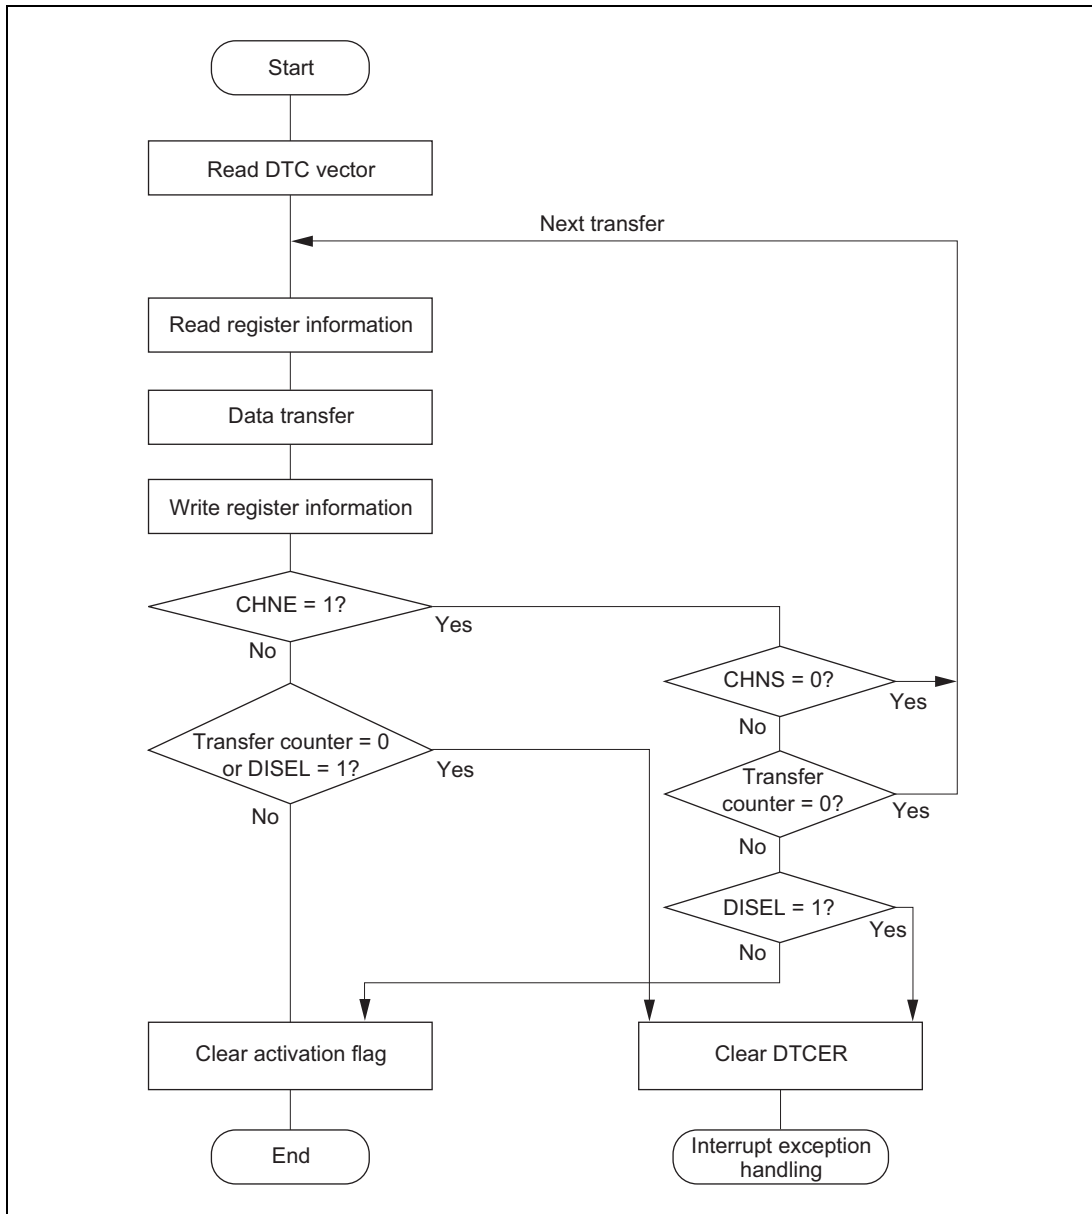 Start
Read DTC vector
Next transfer
Read register information
Data transfer
Write register information
CHNE = 1?
Yes
No
CHNS = 0?
Yes
No
Transfer counter = 0
or DISEL = 1?
Yes
No
Transfer
counter = 0?
Yes
No
DISEL = 1?
Yes
No
Clear activation flag
Clear DTCER
End
Interrupt exception
handling